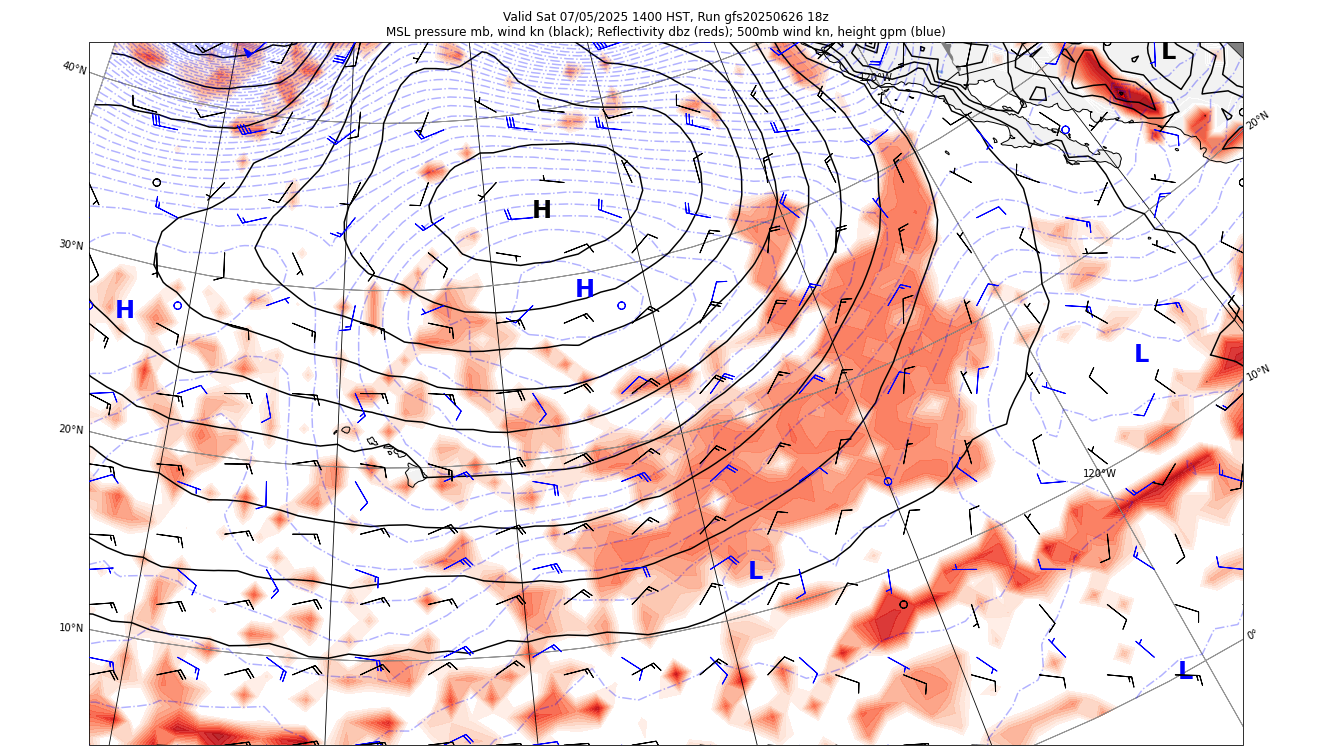 Valid Sat 07/05/2025 1400 HST, Run gfs20250626 18z
MSL pressure mb, wind kn (black); Reflectivity dbz (reds); 500mb wind kn, height gpm (blue)
L
40°N
120°W
20°N
H
30°N
H
H
L
10°N
20°N
120°W
L
10°N
0°
L